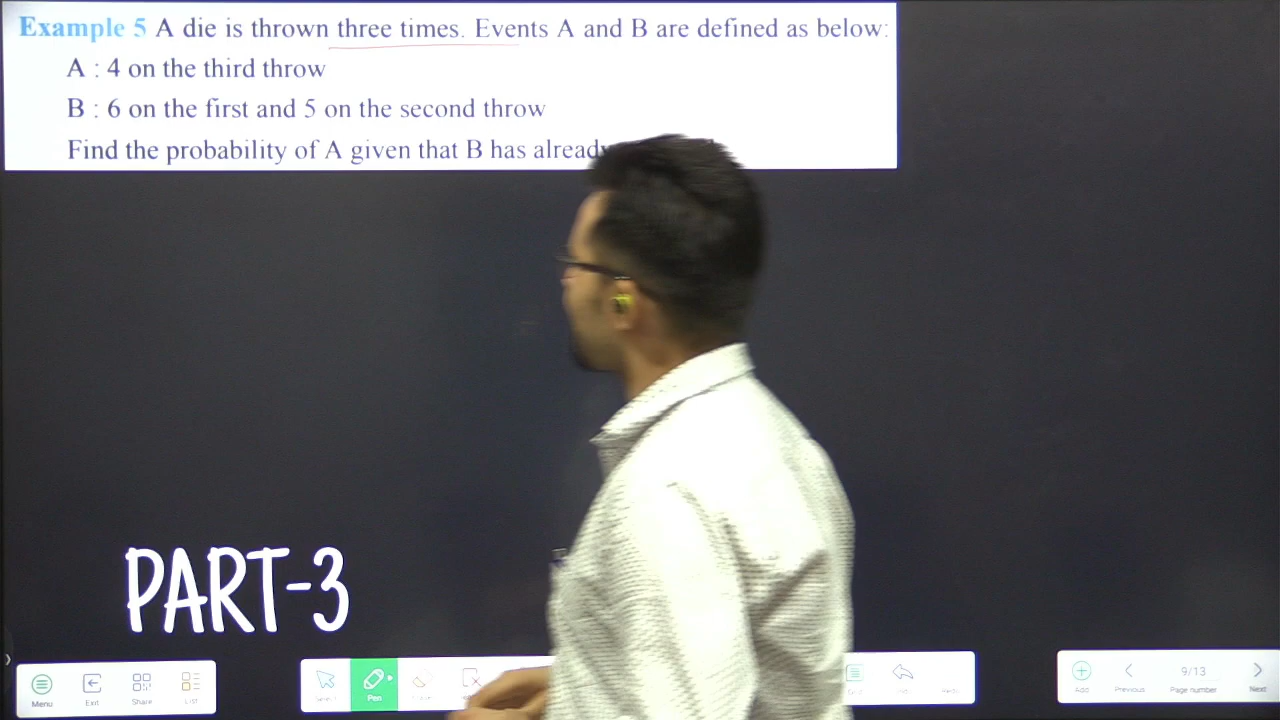 Example 5 A die is thrown three times. Events A and B are defined as below:
A : 4 on the third throw
B : 6 on the first and 5 on the second throw
Find the probability of A given that B has already
PART-3
Menu
Exit
Share
List
Select
Pen
Add
Previous
9/13
Page number
Next